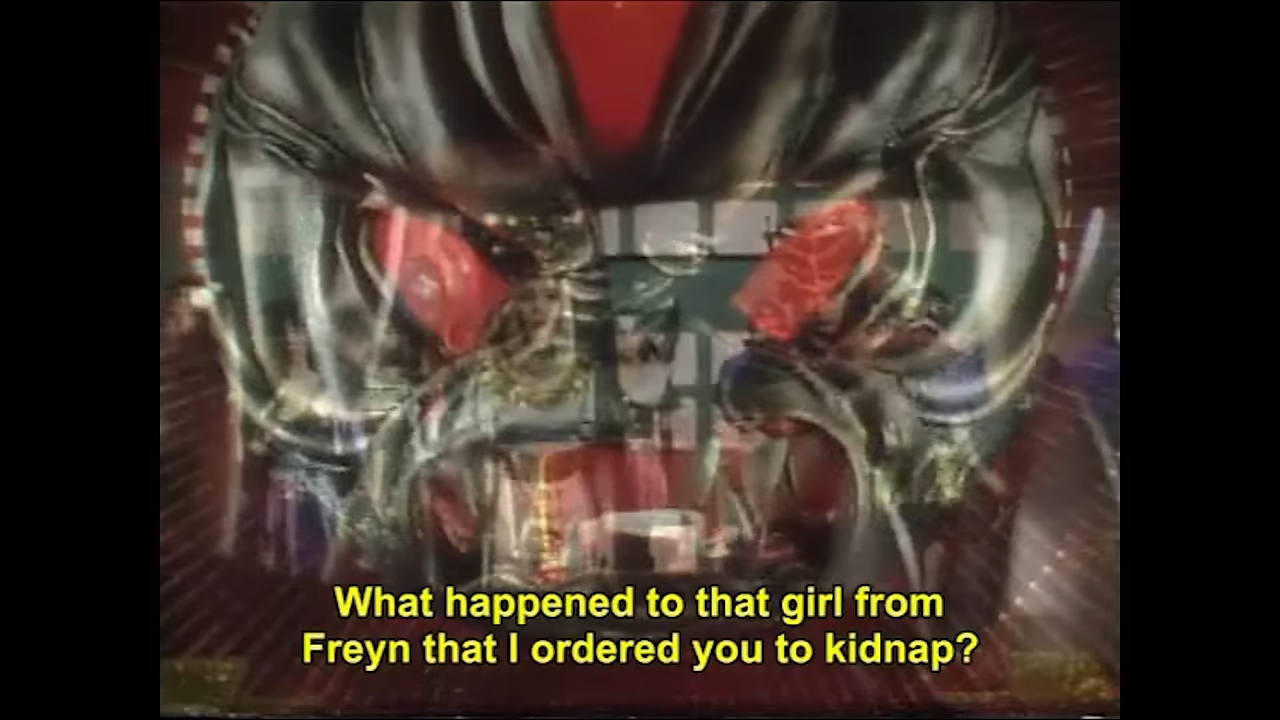 What happened to that girl from
Freyn that I ordered you to kidnap?